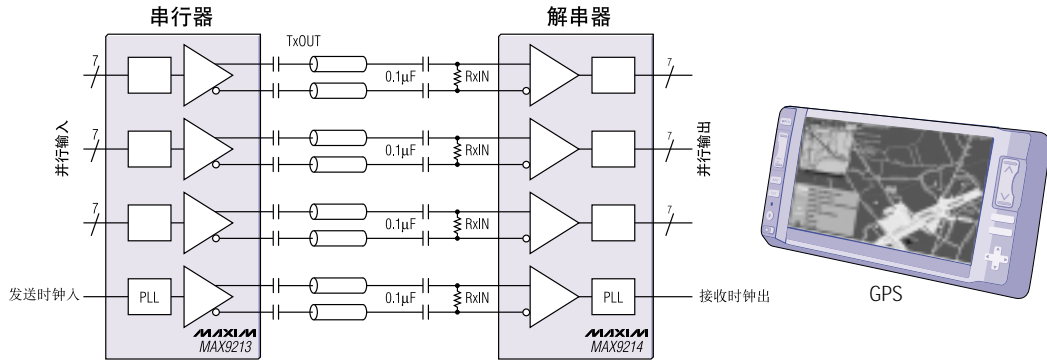 串行器
解串器
TxOUT
7
0.1μF
RxIN
7
7
0.1μF
RxIN
7
并行输入
并行输出
7
0.1μF
RxIN
7
发送时钟入
PLL
0.1μF
RxIN
PLL
接收时钟出
MAXIM
MAX9213
MAXIM
MAX9214
GPS